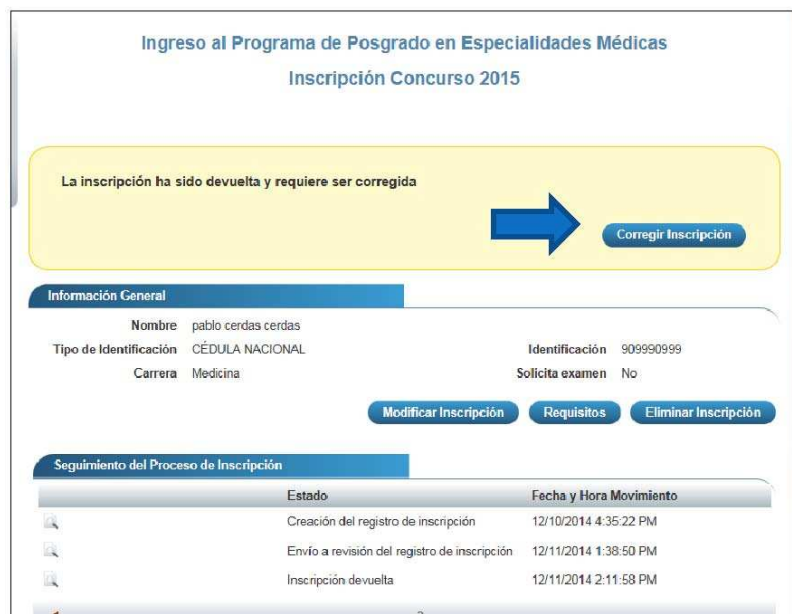 Ingreso al Programa de Posgrado en Especialidades Médicas
Inscripción Concurso 2015
La inscripción ha sido devuelta y requiere ser corregida
Corregir Inscripción
Información General
Nombre pablo cerdas cerdas
Tipo de Identificación CÉDULA NACIONAL Identificación 909990999
Carrera Medicina Solicita examen No
Modificar Inscripción Requisitos Eliminar Inscripción
Seguimiento del Proceso de Inscripción
Estado Fecha y Hora Movimiento
Creación del registro de inscripción 12/10/2014 4:35:22 PM
Envío a revisión del registro de inscripción 12/11/2014 1:38:50 PM
Inscripción devuelta 12/11/2014 2:11:58 PM